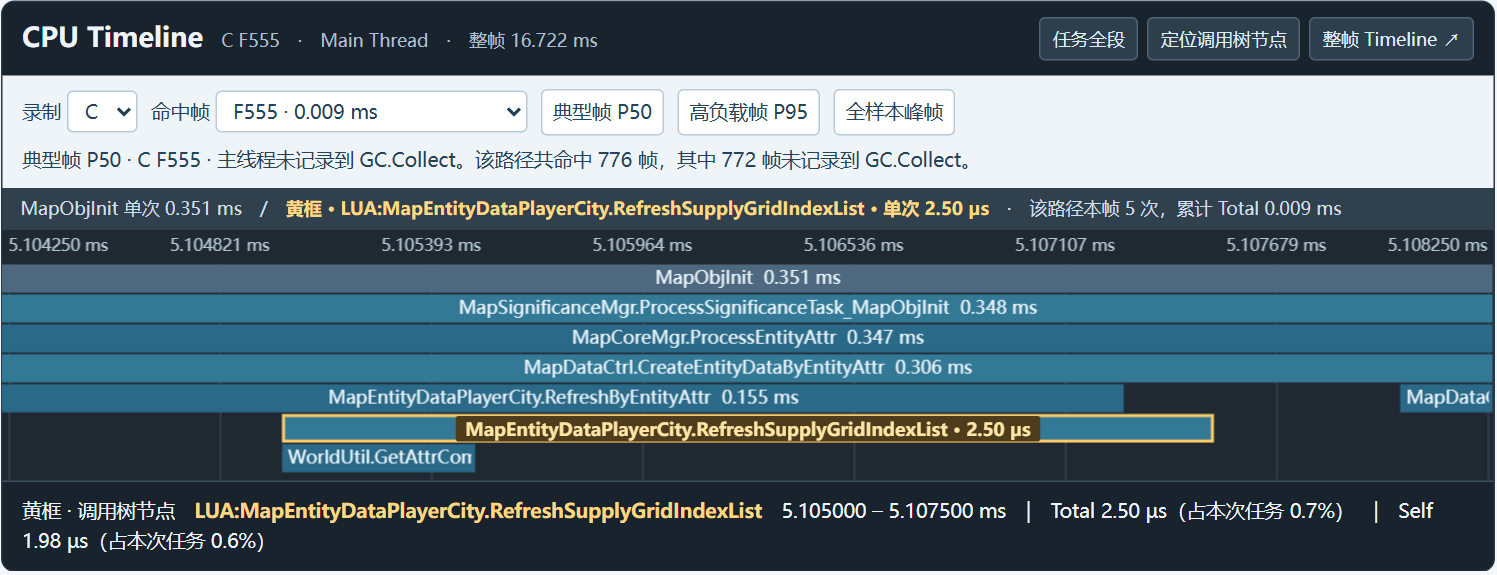 CPU Timeline C F555 · Main Thread · 整帧 16.722 ms 任务全段 定位调用树节点 整帧 Timeline ↗
录制 C 命中帧 F555 · 0.009 ms 典型帧 P50 高负载帧 P95 全样本峰帧
典型帧 P50 · C F555 · 主线程未记录到 GC.Collect。该路径共命中 776 帧，其中 772 帧未记录到 GC.Collect。
MapObjInit 单次 0.351 ms / 黄框 • LUA:MapEntityDataPlayerCity.RefreshSupplyGridIndexList • 单次 2.50 μs · 该路径本帧 5 次，累计 Total 0.009 ms
5.104250 ms 5.104821 ms 5.105393 ms 5.105964 ms 5.106536 ms 5.107107 ms 5.107679 ms 5.108250 ms
MapObjInit 0.351 ms
MapSignificanceMgr.ProcessSignificanceTask_MapObjInit 0.348 ms
MapCoreMgr.ProcessEntityAttr 0.347 ms
MapDataCtrl.CreateEntityDataByEntityAttr 0.306 ms
MapEntityDataPlayerCity.RefreshByEntityAttr 0.155 ms MapData
MapEntityDataPlayerCity.RefreshSupplyGridIndexList • 2.50 μs
WorldUtil.GetAttrCon
黄框 · 调用树节点 LUA:MapEntityDataPlayerCity.RefreshSupplyGridIndexList 5.105000 – 5.107500 ms | Total 2.50 μs（占本次任务 0.7%） | Self
1.98 μs（占本次任务 0.6%）